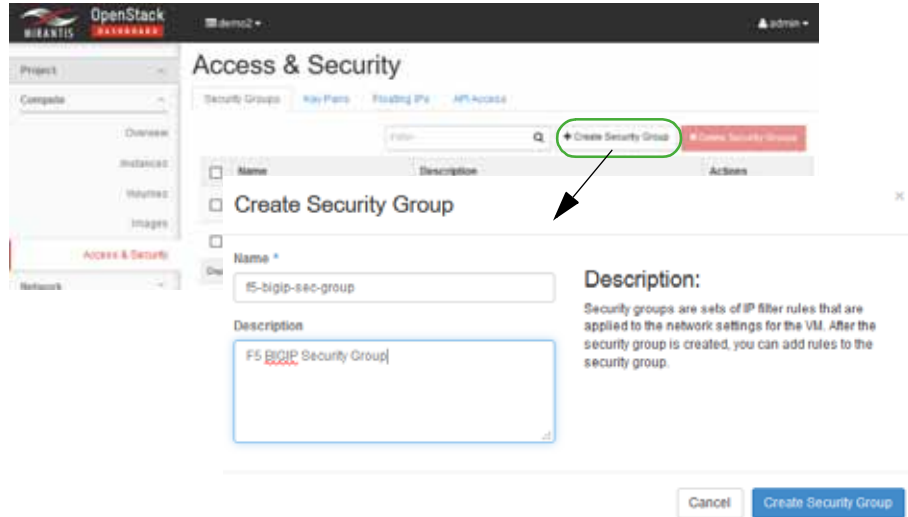 MIRANTIS
OpenStack
DASHBOARD
demo2
admin
Project
Compute
Overview
Instances
Volumes
Images
Access & Security
Network
Access & Security
Security Groups Key Pairs Floating IPs API Access
Filter
+ Create Security Group
Delete Security Groups
Name Description Actions
Create Security Group
×
Name *
f5-bigip-sec-group
Description
F5 BIGIP Security Group
Description:
Security groups are sets of IP filter rules that are
applied to the network settings for the VM. After the
security group is created, you can add rules to the
security group.
Cancel
Create Security Group